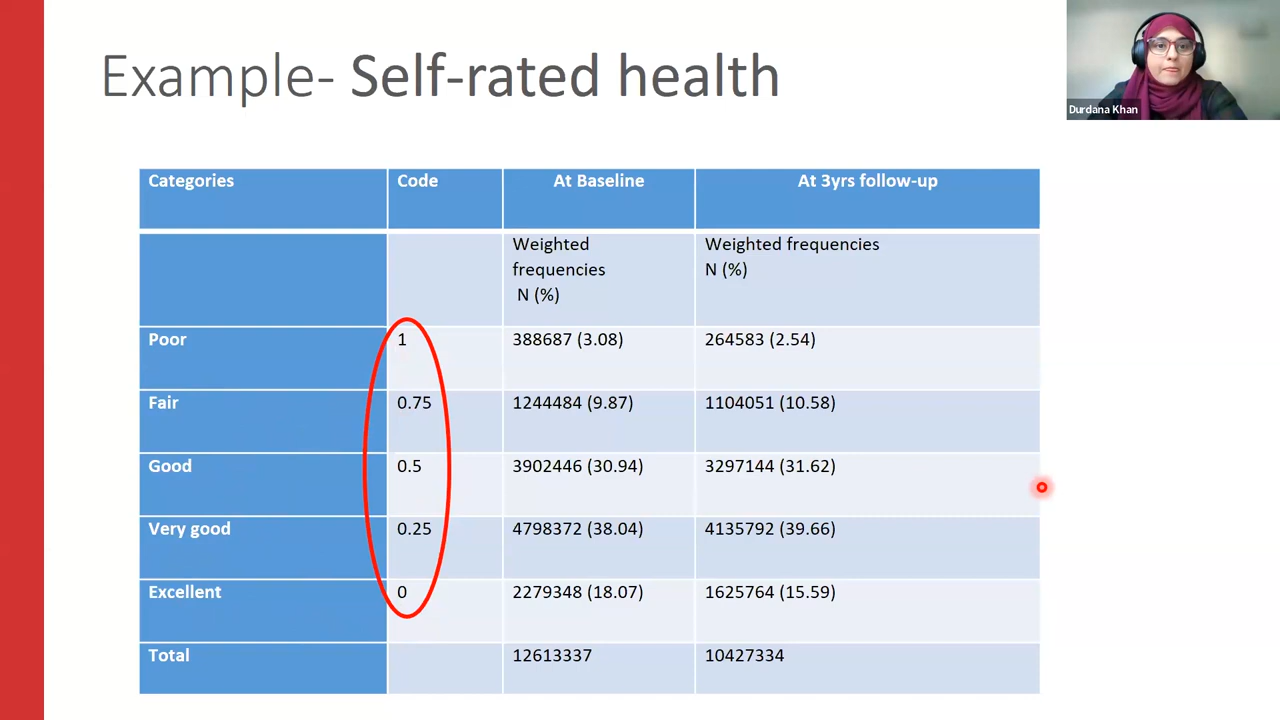 Example- Self-rated health
Durdana Khan
Categories Code At Baseline At 3yrs follow-up
Weighted
frequencies
N (%)
Weighted frequencies
N (%)
Poor 1 388687 (3.08) 264583 (2.54)
Fair 0.75 1244484 (9.87) 1104051 (10.58)
Good 0.5 3902446 (30.94) 3297144 (31.62)
Very good 0.25 4798372 (38.04) 4135792 (39.66)
Excellent 0 2279348 (18.07) 1625764 (15.59)
Total 12613337 10427334